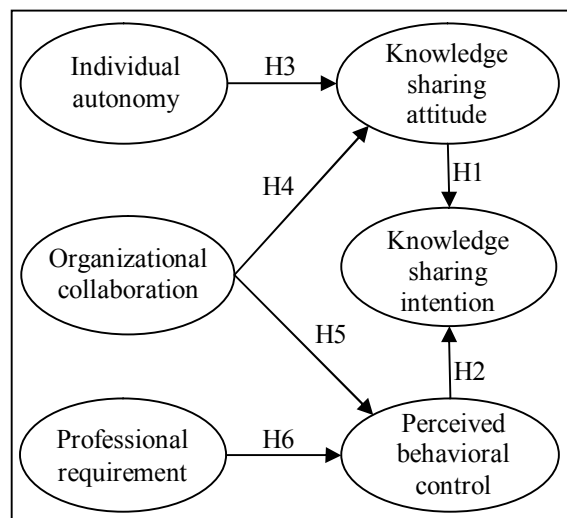 Individual
autonomy
H3
Knowledge
sharing
attitude
H4
H1
Organizational
collaboration
Knowledge
sharing
intention
H5
H2
Professional
requirement
H6
Perceived
behavioral
control